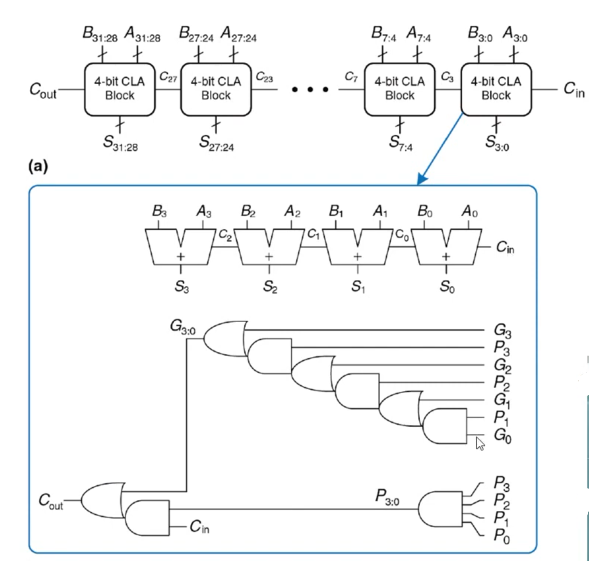 B31:28 A31:28 B27:24 A27:24 B7:4 A7:4 B3:0 A3:0
Cout 4-bit CLA Block C27 4-bit CLA Block C23 • • • C7 4-bit CLA Block C3 4-bit CLA Block Cin
S31:28 S27:24 S7:4 S3:0
(a)
B3 A3 B2 A2 B1 A1 B0 A0
C2 C1 C0 Cin
+ + + +
S3 S2 S1 S0
G3:0 G3
P3
G2
P2
G1
P1
G0
P3
P3:0 P2
Cout P1
Cin P0